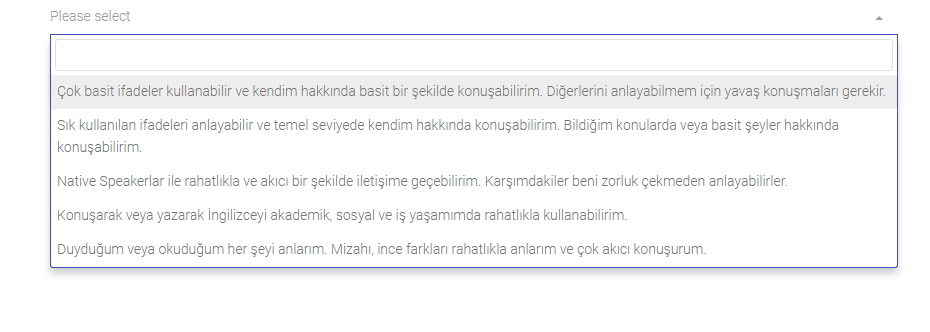 Please select
Çok basit ifadeler kullanabilir ve kendim hakkında basit bir şekilde konuşabilirim. Diğerlerini anlayabilmem için yavaş konuşmaları gerekir.
Sık kullanılan ifadeleri anlayabilir ve temel seviyede kendim hakkında konuşabilirim. Bildiğim konularda veya basit şeyler hakkında
konuşabilirim.
Native Speakerlar ile rahatlıkla ve akıcı bir şekilde iletişime geçebilirim. Karşımdakiler beni zorluk çekmeden anlayabilirler.
Konuşarak veya yazarak İngilizceyi akademik, sosyal ve iş yaşamımda rahatlıkla kullanabilirim.
Duyduğum veya okuduğum her şeyi anlarım. Mizahı, ince farkları rahatlıkla anlarım ve çok akıcı konuşurum.